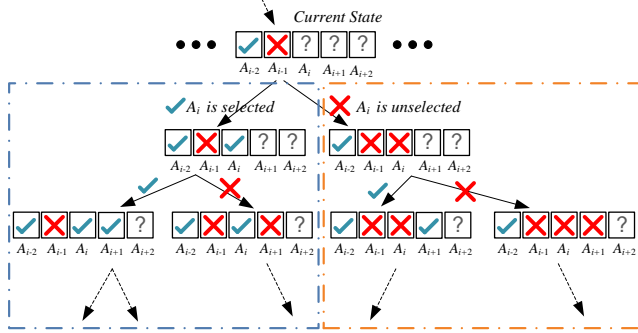 Current State
? ? ?
A_{i-2} A_{i-1} A_i A_{i+1} A_{i+2}
A_i is selected
A_i is unselected
? ?
A_{i-2} A_{i-1} A_i A_{i+1} A_{i+2}
? ?
A_{i-2} A_{i-1} A_i A_{i+1} A_{i+2}
?
A_{i-2} A_{i-1} A_i A_{i+1} A_{i+2}
?
A_{i-2} A_{i-1} A_i A_{i+1} A_{i+2}
?
A_{i-2} A_{i-1} A_i A_{i+1} A_{i+2}
?
A_{i-2} A_{i-1} A_i A_{i+1} A_{i+2}